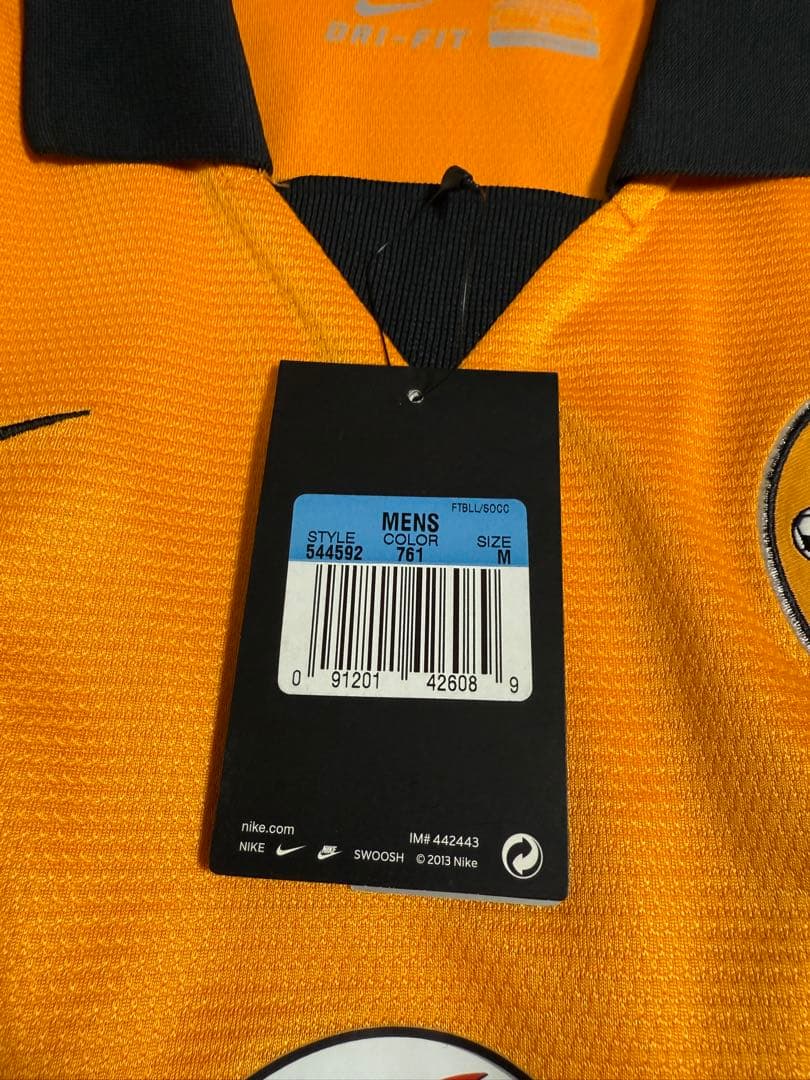 DRI-FIT
FTBLL/SOCC
MENS
STYLE COLOR SIZE
544592 761 M
0 91201 42608 9
nike.com
IM# 442443
NIKE SWOOSH © 2013 Nike